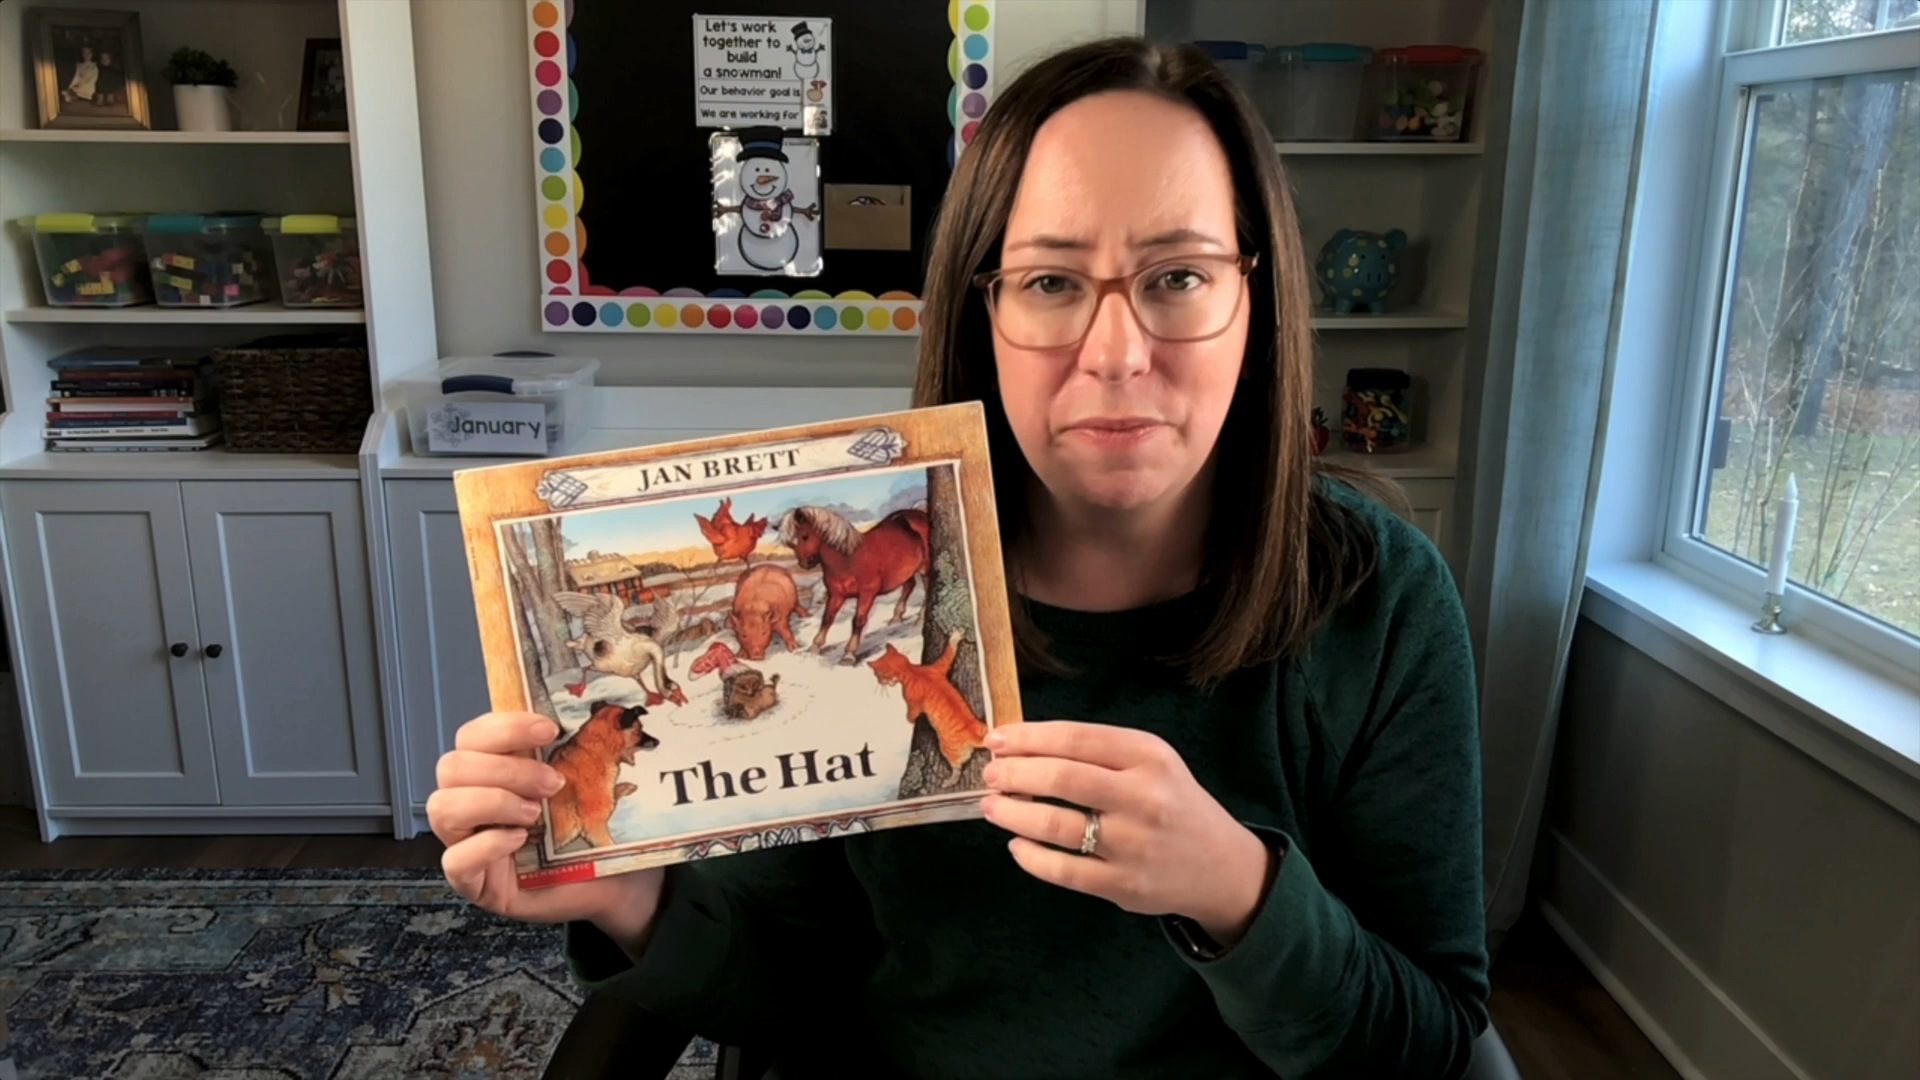 Let's work
together to
build
a snowman!
Our behavior goal is
We are working for
January
JAN BRETT
The Hat
SCHOLASTIC